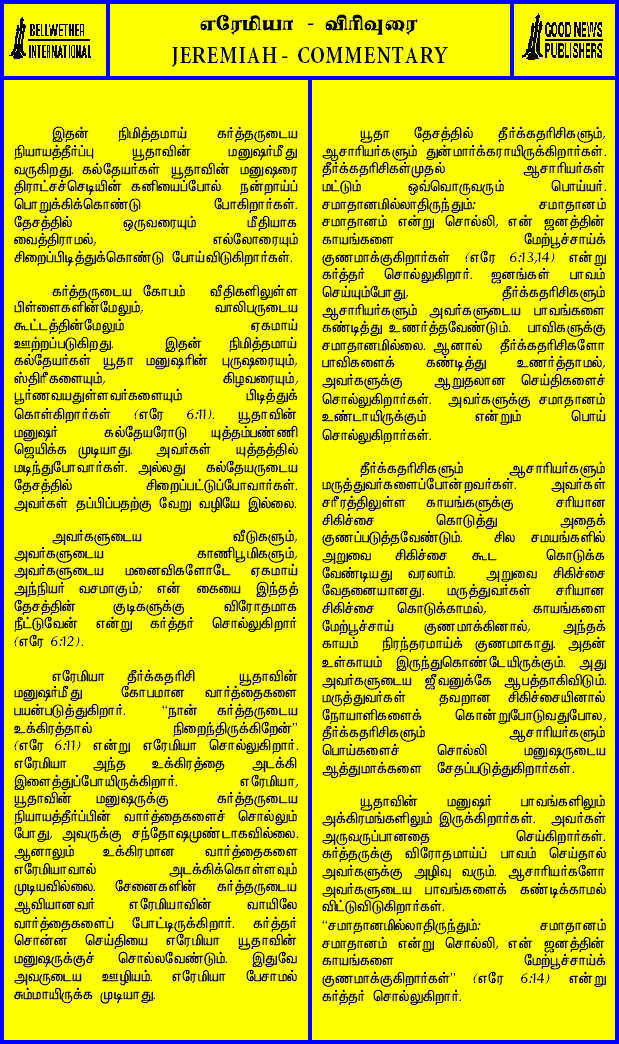 BELLWETHER
INTERNATIONAL
எரேமியா - விரிவுரை
JEREMIAH - COMMENTARY
GOOD NEWS
PUBLISHERS
இதன் நிமித்தமாய் கர்த்தருடைய
நியாயத்தீர்ப்பு யூதாவின் மனுஷர்மீது
வருகிறது. கல்தேயர்கள் யூதாவின் மனுஷரை
திராட்சச்செடியின் கனியைப்போல் நன்றாய்ப்
பொறுக்கிக்கொண்டு போகிறார்கள்.
தேசத்தில் ஒருவரையும் மீதியாக
வைத்திராமல், எல்லோரையும்
சிறைப்பிடித்துக்கொண்டு போய்விடுகிறார்கள்.
கர்த்தருடைய கோபம் வீதிகளிலுள்ள
பிள்ளைகளின்மேலும், வாலிபருடைய
கூட்டத்தின்மேலும் ஏகமாய்
ஊற்றப்படுகிறது. இதன் நிமித்தமாய்
கல்தேயர்கள் யூதா மனுஷரின் புருஷரையும்,
ஸ்திரீகளையும், கிழவரையும்,
பூர்ணவயதுள்ளவர்களையும் பிடித்துக்
கொள்கிறார்கள் (எரே 6:11). யூதாவின்
மனுஷர் கல்தேயரோடு யுத்தம்பண்ணி
ஜெயிக்க முடியாது. அவர்கள் யுத்தத்தில்
மடிந்துபோவார்கள். அல்லது கல்தேயருடைய
தேசத்தில் சிறைப்பட்டுப்போவார்கள்.
அவர்கள் தப்பிப்பதற்கு வேறு வழியே இல்லை.
அவர்களுடைய வீடுகளும்,
அவர்களுடைய காணிபூமிகளும்,
அவர்களுடைய மனைவிகளோடே ஏகமாய்
அந்நியர் வசமாகும்; என் கையை இந்தத்
தேசத்தின் குடிகளுக்கு விரோதமாக
நீட்டுவேன் என்று கர்த்தர் சொல்லுகிறார்
(எரே 6:12).
எரேமியா தீர்க்கதரிசி யூதாவின்
மனுஷர்மீது கோபமான வார்த்தைகளை
பயன்படுத்துகிறார். “நான் கர்த்தருடைய
உக்கிரத்தால் நிறைந்திருக்கிறேன்”
(எரே 6:11) என்று எரேமியா சொல்லுகிறார்.
எரேமியா அந்த உக்கிரத்தை அடக்கி
இளைத்துப்போயிருக்கிறார். எரேமியா,
யூதாவின் மனுஷருக்கு கர்த்தருடைய
நியாயத்தீர்ப்பின் வார்த்தைகளைச் சொல்லும்
போது, அவருக்கு சந்தோஷமுண்டாகவில்லை.
ஆனாலும் உக்கிரமான வார்த்தைகளை
எரேமியாவால் அடக்கிக்கொள்ளவும்
முடியவில்லை. சேனைகளின் கர்த்தருடைய
ஆவியானவர் எரேமியாவின் வாயிலே
வார்த்தைகளைப் போட்டிருக்கிறார். கர்த்தர்
சொன்ன செய்தியை எரேமியா யூதாவின்
மனுஷருக்குச் சொல்லவேண்டும். இதுவே
அவருடைய ஊழியம். எரேமியா பேசாமல்
சும்மாயிருக்க முடியாது.
யூதா தேசத்தில் தீர்க்கதரிசிகளும்,
ஆசாரியர்களும் துன்மார்க்கராயிருக்கிறார்கள்.
தீர்க்கதரிசிகள்முதல் ஆசாரியர்கள்
மட்டும் ஒவ்வொருவரும் பொய்யர்.
சமாதானமில்லாதிருந்தும்: சமாதானம்
சமாதானம் என்று சொல்லி, என் ஜனத்தின்
காயங்களை மேற்பூச்சாய்க்
குணமாக்குகிறார்கள் (எரே 6:13,14) என்று
கர்த்தர் சொல்லுகிறார். ஜனங்கள் பாவம்
செய்யும்போது, தீர்க்கதரிசிகளும்
ஆசாரியர்களும் அவர்களுடைய பாவங்களை
கண்டித்து உணர்த்தவேண்டும். பாவிகளுக்கு
சமாதானமில்லை. ஆனால் தீர்க்கதரிசிகளோ
பாவிகளைக் கண்டித்து உணர்த்தாமல்,
அவர்களுக்கு ஆறுதலான செய்திகளைச்
சொல்லுகிறார்கள். அவர்களுக்கு சமாதானம்
உண்டாயிருக்கும் என்றும் பொய்
சொல்லுகிறார்கள்.
தீர்க்கதரிசிகளும் ஆசாரியர்களும்
மருத்துவர்களைப்போன்றவர்கள். அவர்கள்
சரீரத்திலுள்ள காயங்களுக்கு சரியான
சிகிச்சை கொடுத்து அதைக்
குணப்படுத்தவேண்டும். சில சமயங்களில்
அறுவை சிகிச்சை கூட கொடுக்க
வேண்டியது வரலாம். அறுவை சிகிச்சை
வேதனையானது. மருத்துவர்கள் சரியான
சிகிச்சை கொடுக்காமல், காயங்களை
மேற்பூச்சாய் குணமாக்கினால், அந்தக்
காயம் நிரந்தரமாய்க் குணமாகாது. அதன்
உள்காயம் இருந்துகொண்டேயிருக்கும். அது
அவர்களுடைய ஜீவனுக்கே ஆபத்தாகிவிடும்.
மருத்துவர்கள் தவறான சிகிச்சையினால்
நோயாளிகளைக் கொன்றுபோடுவதுபோல,
தீர்க்கதரிசிகளும் ஆசாரியர்களும்
பொய்களைச் சொல்லி மனுஷருடைய
ஆத்துமாக்களை சேதப்படுத்துகிறார்கள்.
யூதாவின் மனுஷர் பாவங்களிலும்
அக்கிரமங்களிலும் இருக்கிறார்கள். அவர்கள்
அருவருப்பானதை செய்கிறார்கள்.
கர்த்தருக்கு விரோதமாய்ப் பாவம் செய்தால்
அவர்களுக்கு அழிவு வரும். ஆசாரியர்களோ
அவர்களுடைய பாவங்களைக் கண்டிக்காமல்
விட்டுவிடுகிறார்கள்.
“சமாதானமில்லாதிருந்தும்: சமாதானம்
சமாதானம் என்று சொல்லி, என் ஜனத்தின்
காயங்களை மேற்பூச்சாய்க்
குணமாக்குகிறார்கள்” (எரே 6:14) என்று
கர்த்தர் சொல்லுகிறார்.